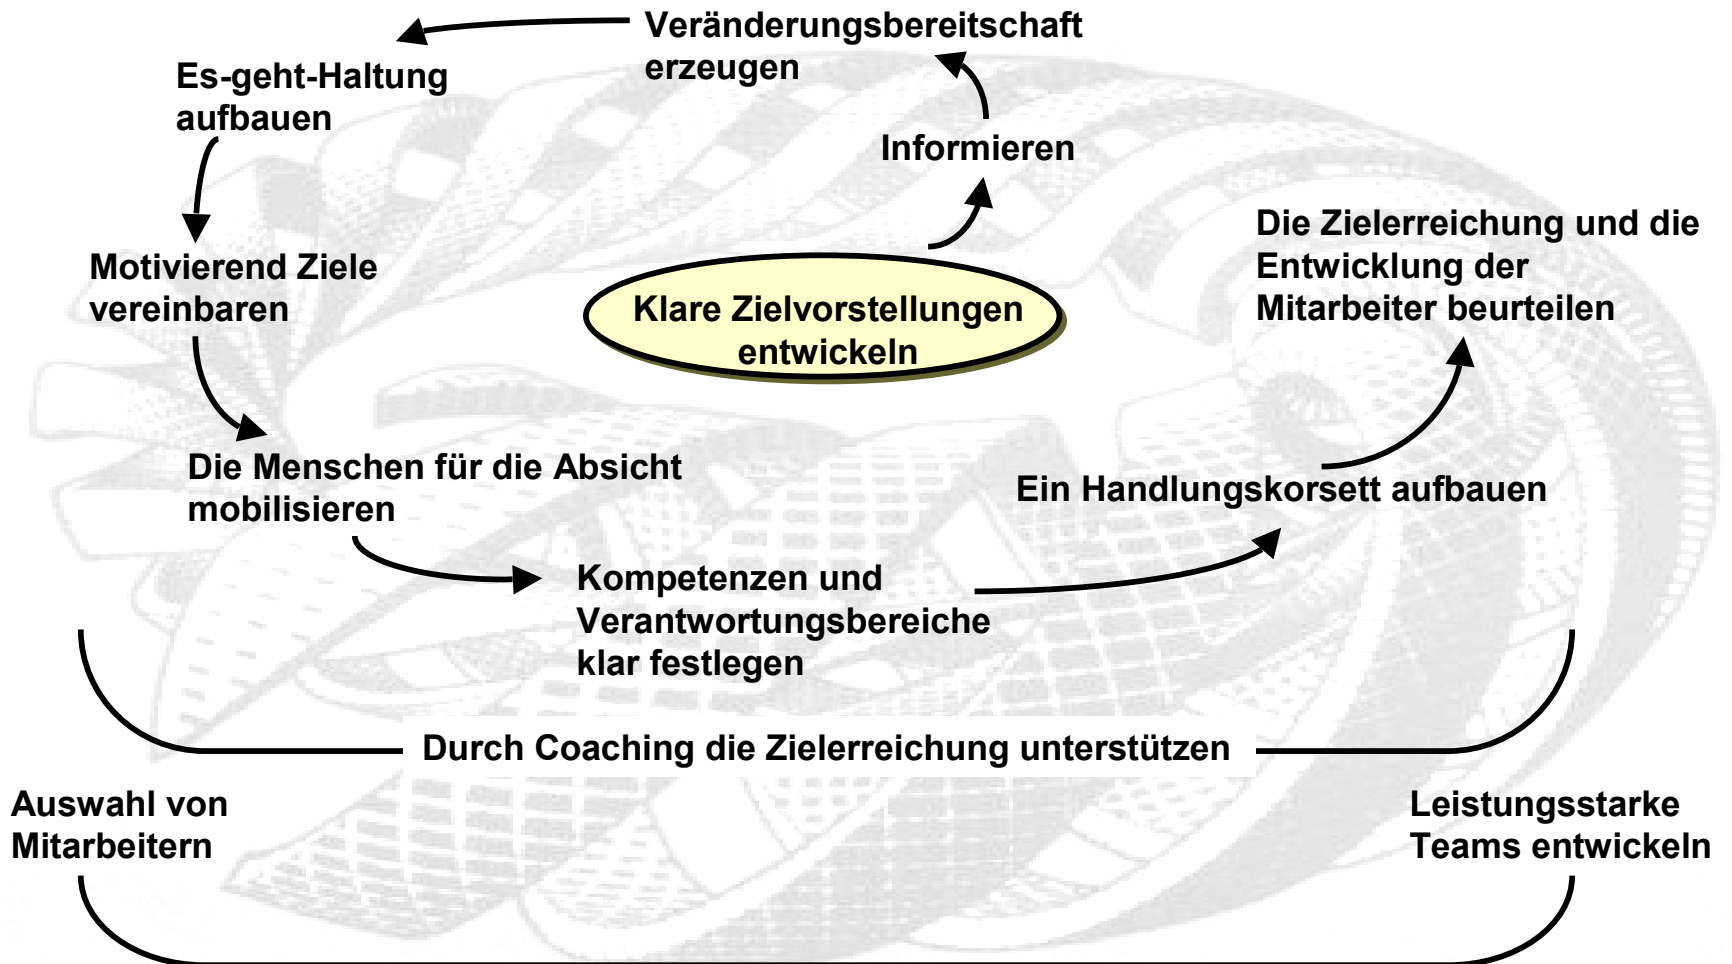 Veränderungsbereitschaft
erzeugen
Es-geht-Haltung
aufbauen
Informieren
Die Zielerreichung und die
Entwicklung der
Mitarbeiter beurteilen
Motivierend Ziele
vereinbaren
Klare Zielvorstellungen
entwickeln
Die Menschen für die Absicht
mobilisieren
Ein Handlungskorsett aufbauen
Kompetenzen und
Verantwortungsbereiche
klar festlegen
Durch Coaching die Zielerreichung unterstützen
Auswahl von
Mitarbeitern
Leistungsstarke
Teams entwickeln